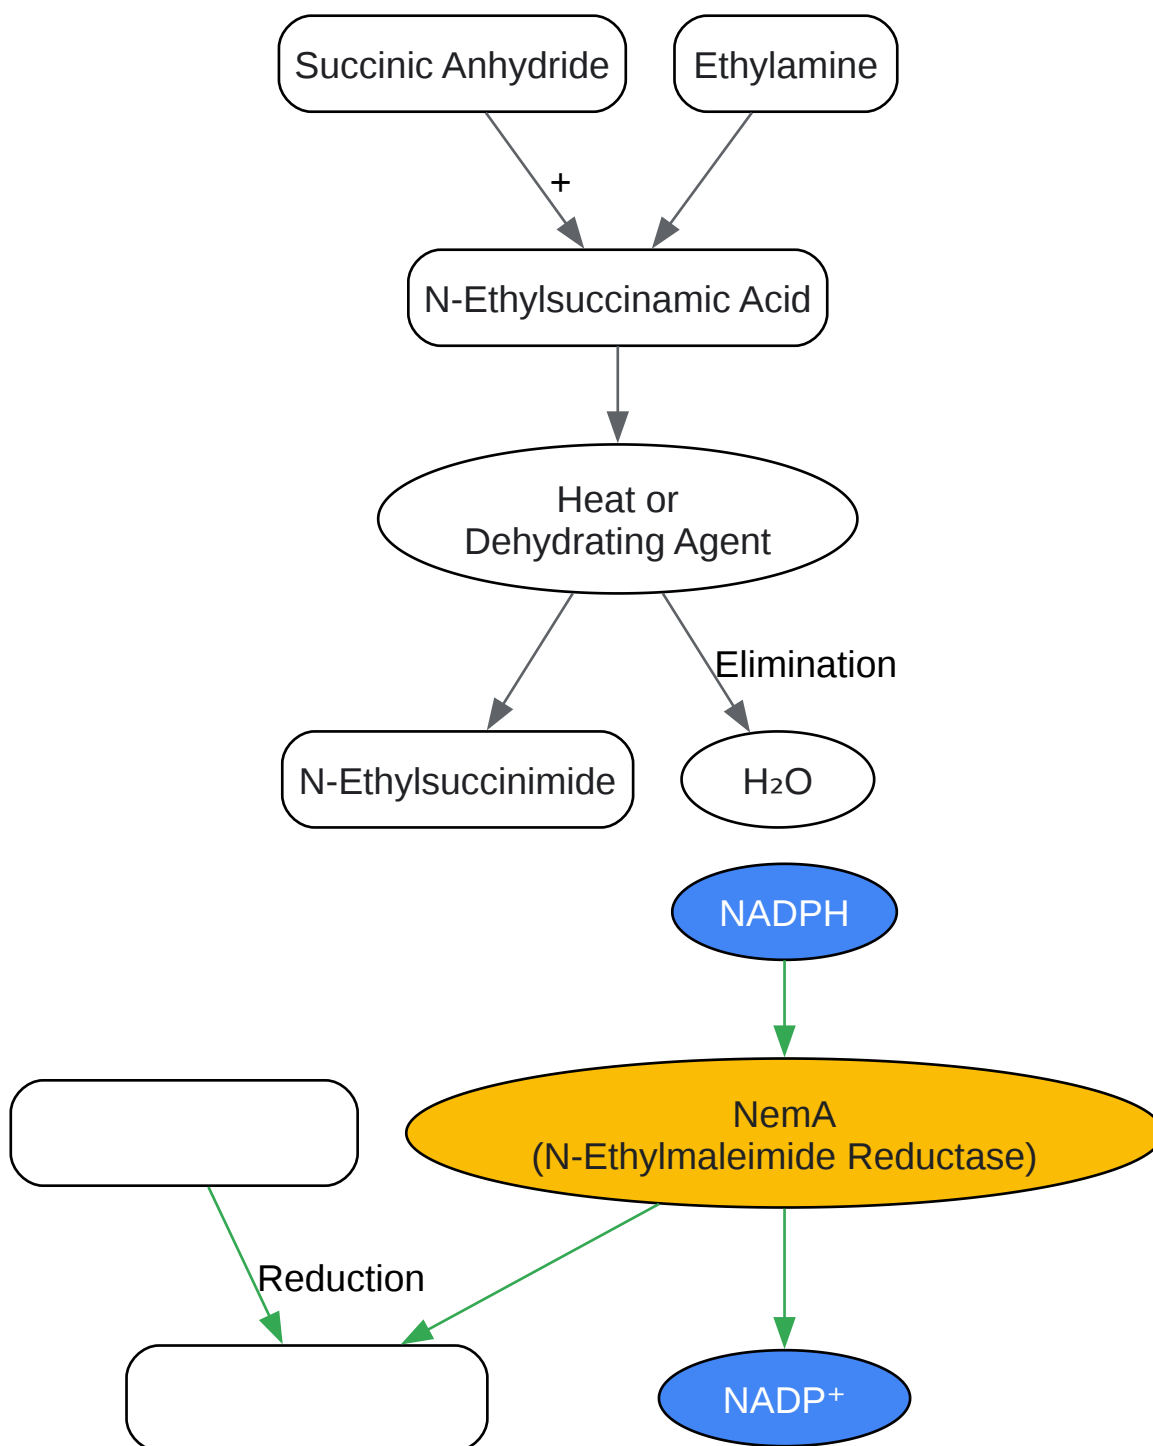 Succinic Anhydride
Ethylamine
+
N-Ethylsuccinamic Acid
Heat or
Dehydrating Agent
Elimination
N-Ethylsuccinimide
H₂O
NADPH
NemA
(N-Ethylmaleimide Reductase)
Reduction
NADP⁺